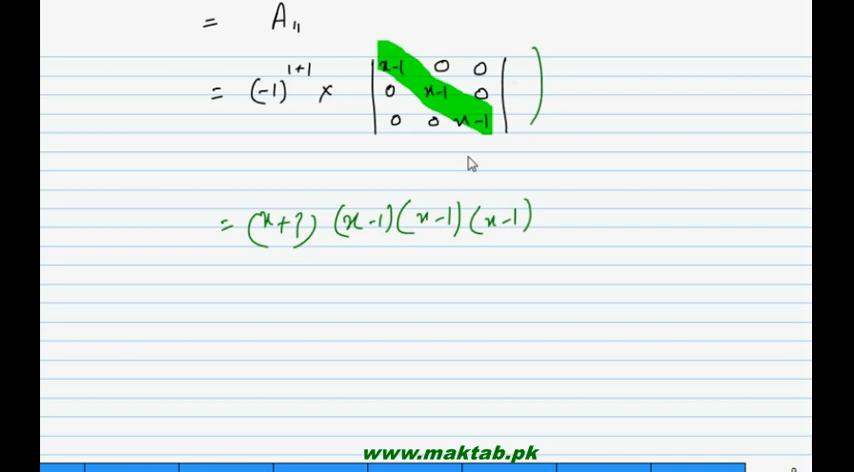 = A₁₁
= (-1)¹⁺¹ × | x-1 0 0 | )
0 x-1 0
0 0 x-1
= (x+3) (x-1)(x-1)(x-1)
www.maktab.pk